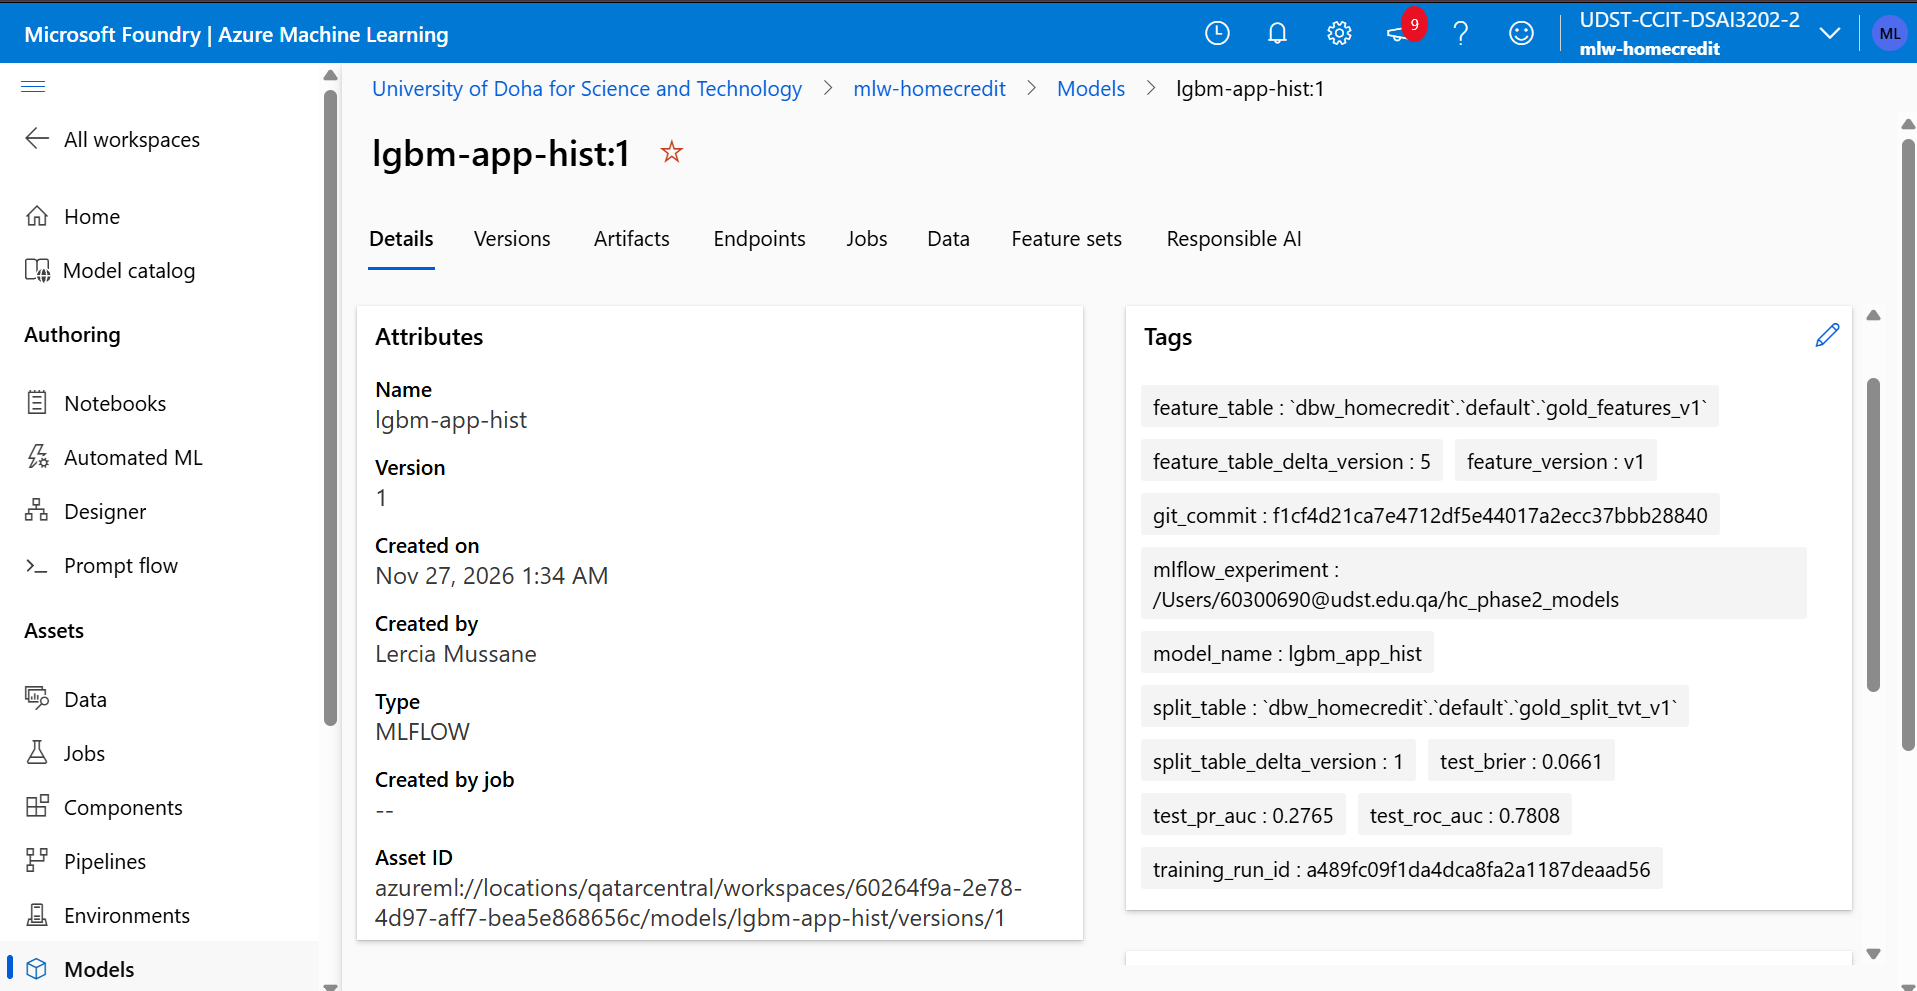 Microsoft Foundry | Azure Machine Learning
9
UDST-CCIT-DSAI3202-2
mlw-homecredit
ML
All workspaces
Home
Model catalog
Authoring
Notebooks
Automated ML
Designer
Prompt flow
Assets
Data
Jobs
Components
Pipelines
Environments
Models
University of Doha for Science and Technology > mlw-homecredit > Models > lgbm-app-hist:1
lgbm-app-hist:1
Details Versions Artifacts Endpoints Jobs Data Feature sets Responsible AI
Attributes
Name
lgbm-app-hist
Version
1
Created on
Nov 27, 2026 1:34 AM
Created by
Lercia Mussane
Type
MLFLOW
Created by job
--
Asset ID
azureml://locations/qatarcentral/workspaces/60264f9a-2e78-
4d97-aff7-bea5e868656c/models/lgbm-app-hist/versions/1
Tags
feature_table : `dbw_homecredit`.`default`.`gold_features_v1`
feature_table_delta_version : 5 feature_version : v1
git_commit : f1cf4d21ca7e4712df5e44017a2ecc37bbb28840
mlflow_experiment :
/Users/60300690@udst.edu.qa/hc_phase2_models
model_name : lgbm_app_hist
split_table : `dbw_homecredit`.`default`.`gold_split_tvt_v1`
split_table_delta_version : 1 test_brier : 0.0661
test_pr_auc : 0.2765 test_roc_auc : 0.7808
training_run_id : a489fc09f1da4dca8fa2a1187deaad56